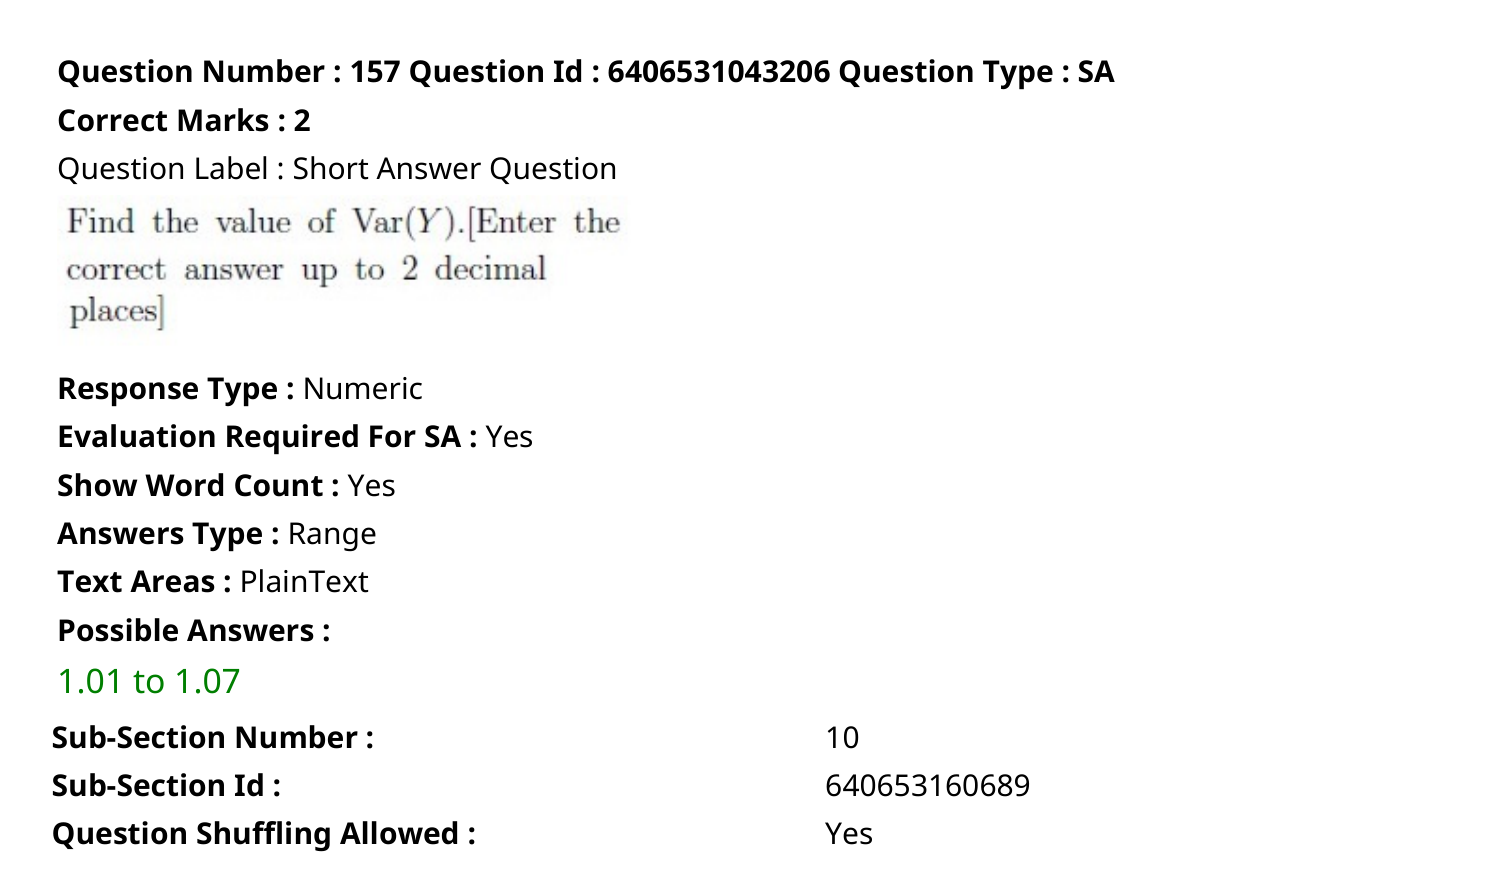 Question Number : 157 Question Id : 6406531043206 Question Type : SA
Correct Marks : 2
Question Label : Short Answer Question
Find the value of Var(Y).[Enter the
correct answer up to 2 decimal
places]
Response Type : Numeric
Evaluation Required For SA : Yes
Show Word Count : Yes
Answers Type : Range
Text Areas : PlainText
Possible Answers :
1.01 to 1.07
Sub-Section Number : 10
Sub-Section Id : 640653160689
Question Shuffling Allowed : Yes